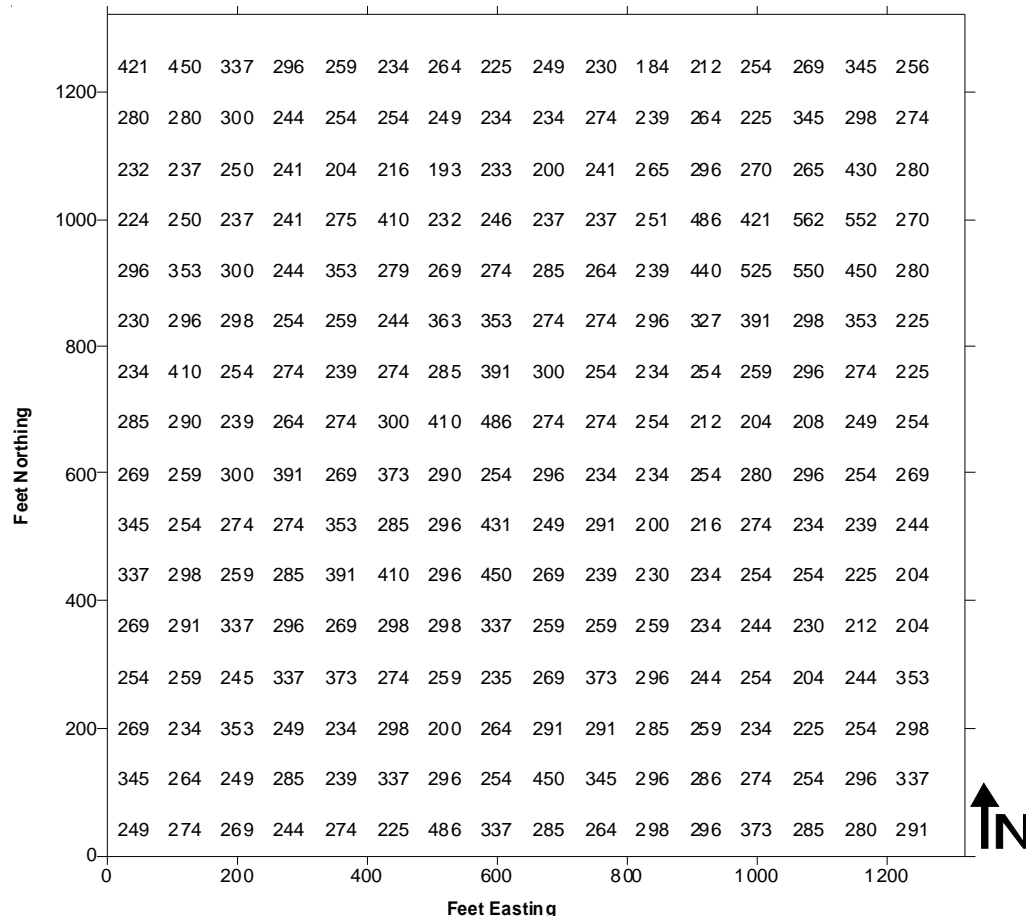 421 450 337 296 259 234 264 225 249 230 184 212 254 269 345 256
1200
280 280 300 244 254 254 249 234 234 274 239 264 225 345 298 274
232 237 250 241 204 216 193 233 200 241 265 296 270 265 430 280
1000 224 250 237 241 275 410 232 246 237 237 251 486 421 562 552 270
296 353 300 244 353 279 269 274 285 264 239 440 525 550 450 280
230 296 298 254 259 244 363 353 274 274 296 327 391 298 353 225
800
234 410 254 274 239 274 285 391 300 254 234 254 259 296 274 225
285 290 239 264 274 300 410 486 274 274 254 212 204 208 249 254
600 269 259 300 391 269 373 290 254 296 234 234 254 280 296 254 269
345 254 274 274 353 285 296 431 249 291 200 216 274 234 239 244
337 298 259 285 391 410 296 450 269 239 230 234 254 254 225 204
400
269 291 337 296 269 298 298 337 259 259 259 234 244 230 212 204
254 259 245 337 373 274 259 235 269 373 296 244 254 204 244 353
200 269 234 353 249 234 298 200 264 291 291 285 259 234 225 254 298
345 264 249 285 239 337 296 254 450 345 296 286 274 254 296 337
249 274 269 244 274 225 486 337 285 264 298 296 373 285 280 291
0
0 200 400 600 800 1000 1200
Feet Easting
Feet Northing
N